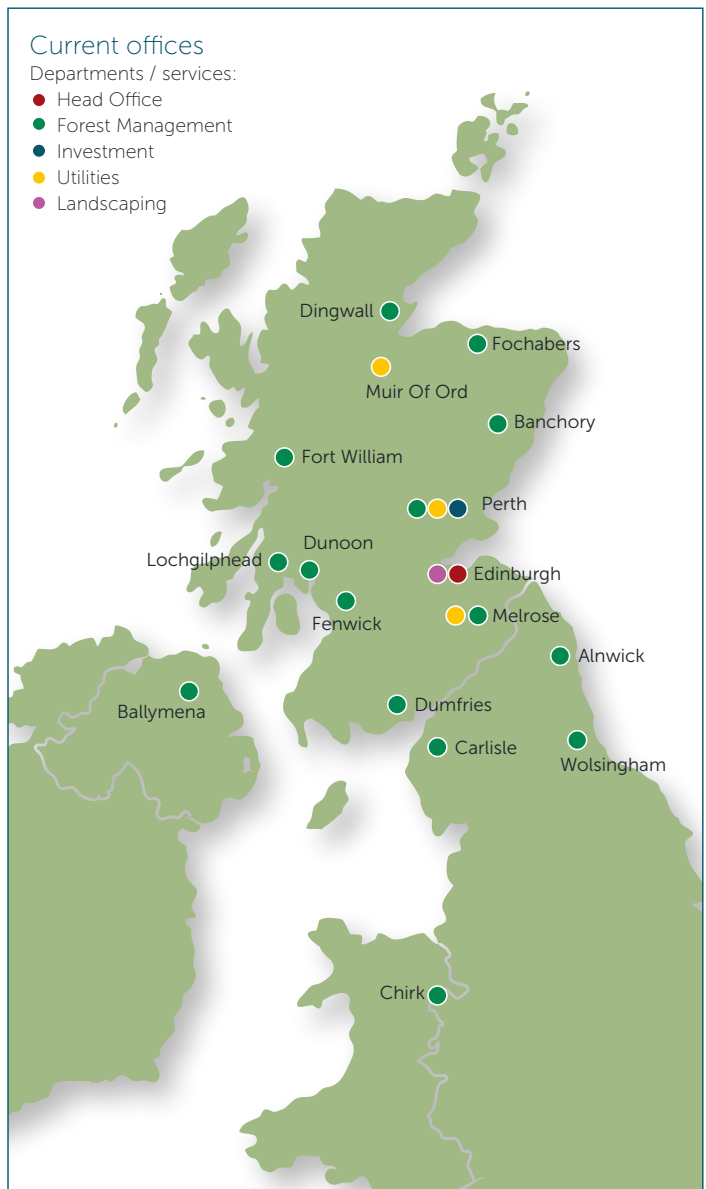 Current offices
Departments / services:
Head Office
Forest Management
Investment
Utilities
Landscaping
Dingwall
Fochabers
Muir Of Ord
Banchory
Fort William
Perth
Dunoon
Lochgilphead
Edinburgh
Fenwick
Melrose
Alnwick
Ballymena
Dumfries
Carlisle
Wolsingham
Chirk